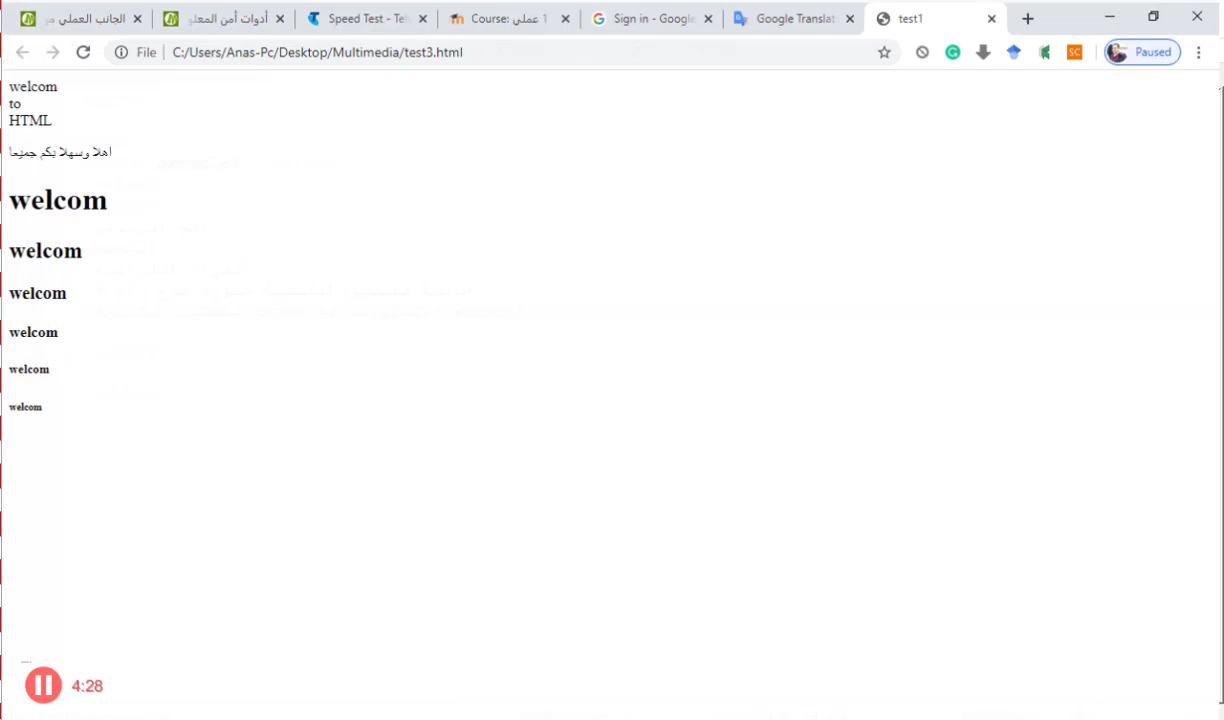 الجانب العملي
أدوات أمن المعلو
Speed Test - Tel
Course: 1 عملي
Sign in - Google
Google Translat
test1
File
C:/Users/Anas-Pc/Desktop/Multimedia/test3.html
SC
Paused
welcom
to
HTML
اهلا وسهلا بكم جميعا
welcom
welcom
welcom
welcom
welcom
welcom
4:28